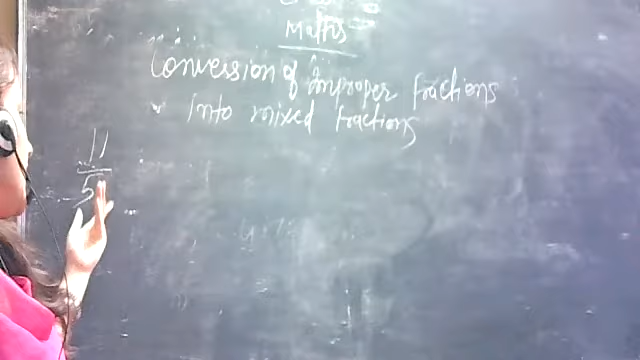 Maths
Conversion of Improper fractions
Into mixed fractions
11
5